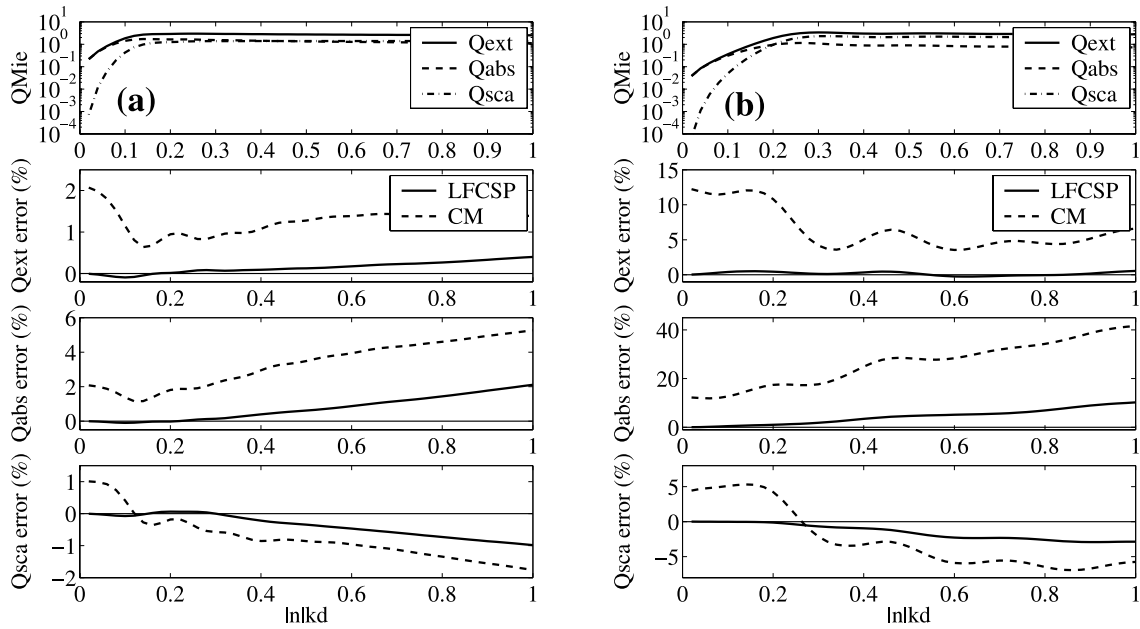 10^1
10^0
10^-1
10^-2
10^-3
10^-4
QMie
(a)
Qext
Qabs
Qsca
0 0.1 0.2 0.3 0.4 0.5 0.6 0.7 0.8 0.9 1
2
1
0
Qext error (%)
LFCSP
CM
0 0.2 0.4 0.6 0.8 1
6
4
2
0
Qabs error (%)
0 0.2 0.4 0.6 0.8 1
1
0
−1
−2
Qsca error (%)
0 0.2 0.4 0.6 0.8 1
|n|kd
10^1
10^0
10^-1
10^-2
10^-3
10^-4
QMie
(b)
Qext
Qabs
Qsca
0 0.1 0.2 0.3 0.4 0.5 0.6 0.7 0.8 0.9 1
15
10
5
0
Qext error (%)
LFCSP
CM
0 0.2 0.4 0.6 0.8 1
40
20
0
Qabs error (%)
0 0.2 0.4 0.6 0.8 1
5
0
−5
Qsca error (%)
0 0.2 0.4 0.6 0.8 1
|n|kd